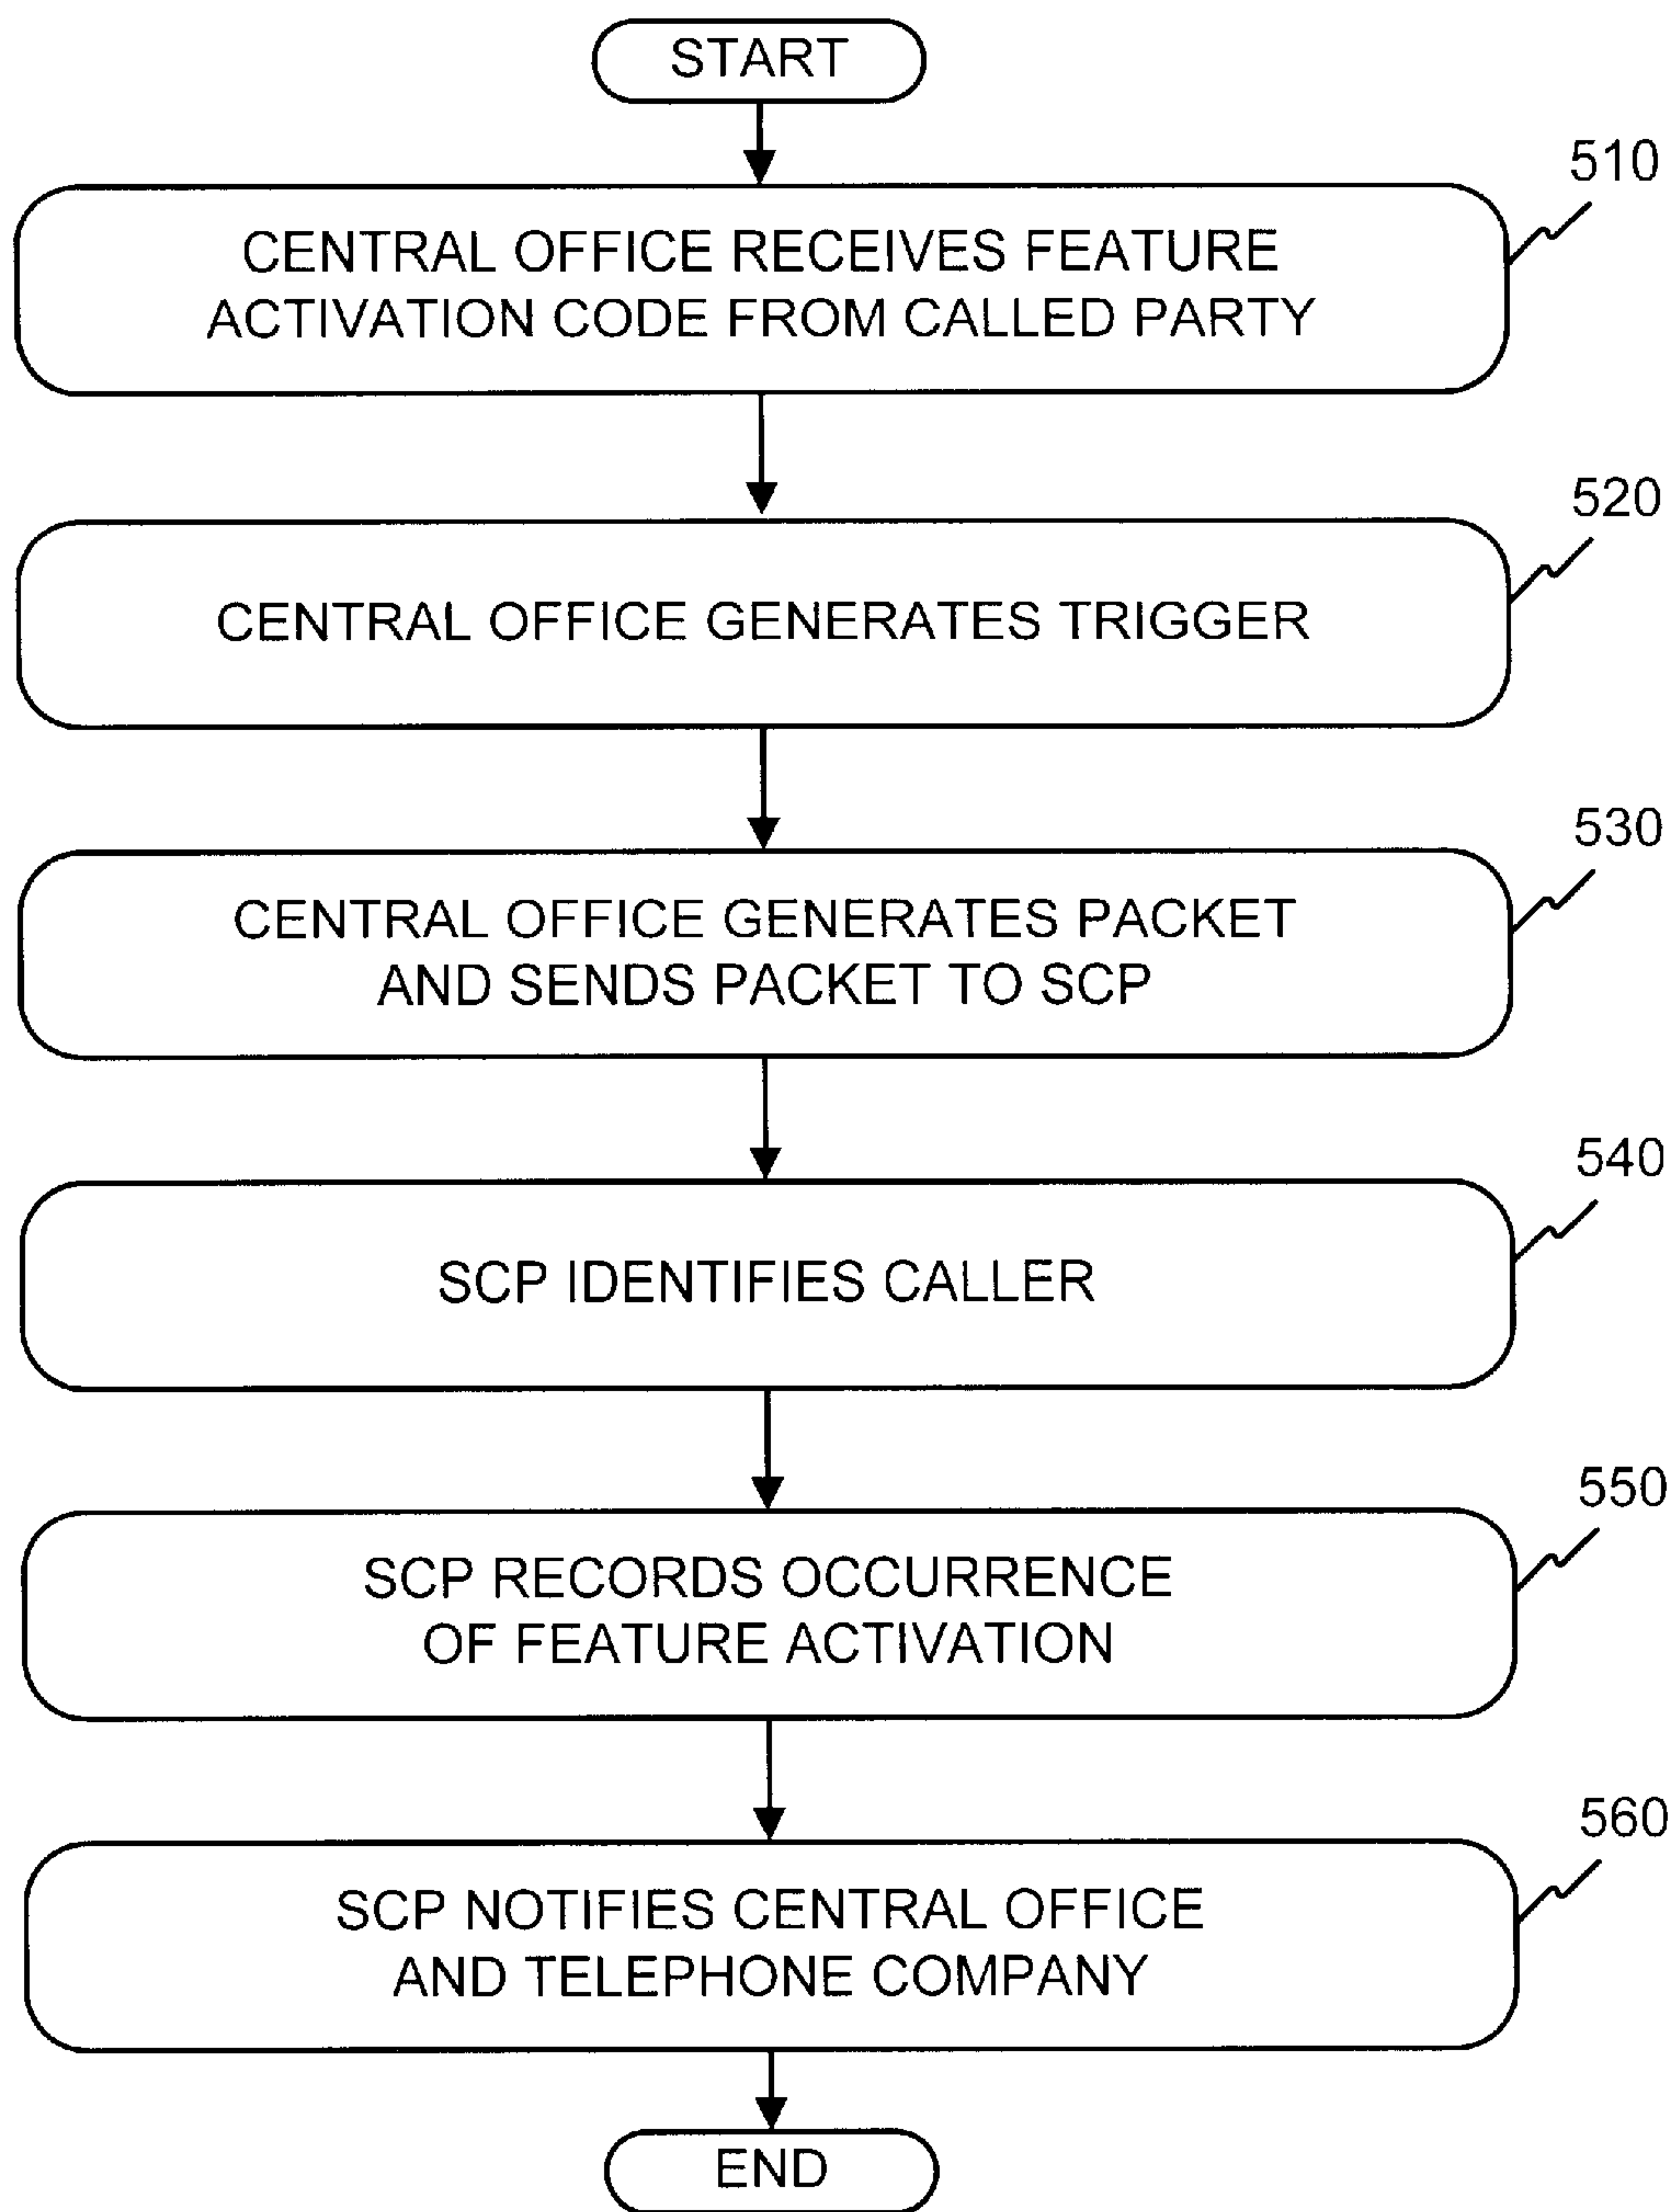 START
510
CENTRAL OFFICE RECEIVES FEATURE
ACTIVATION CODE FROM CALLED PARTY
520
CENTRAL OFFICE GENERATES TRIGGER
530
CENTRAL OFFICE GENERATES PACKET
AND SENDS PACKET TO SCP
540
SCP IDENTIFIES CALLER
550
SCP RECORDS OCCURRENCE
OF FEATURE ACTIVATION
560
SCP NOTIFIES CENTRAL OFFICE
AND TELEPHONE COMPANY
END